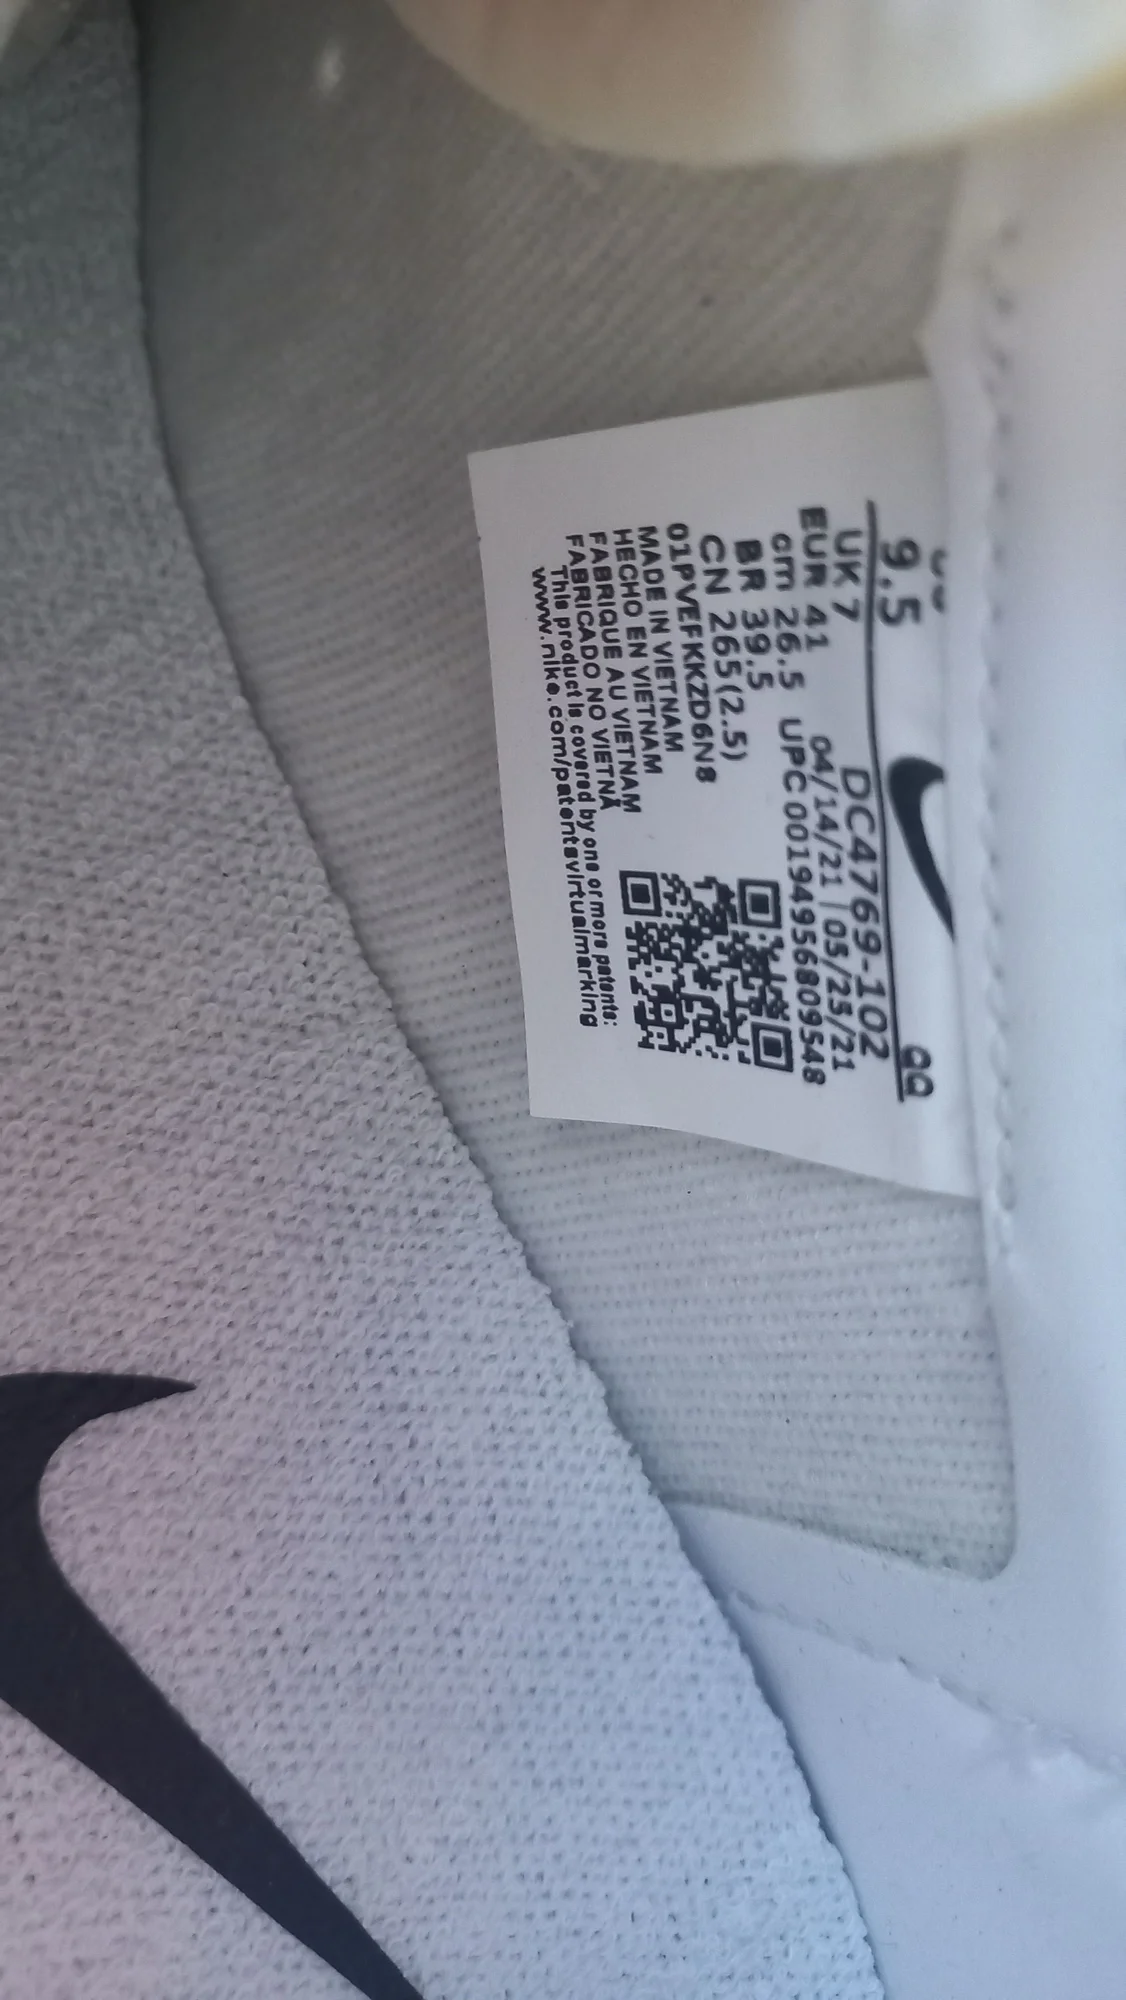 9.5 QQ
UK 7 DC4769-102
EUR 41 04/14/21 | 05/25/21
cm 26.5 UPC 00194956809548
BR 39.5
CN 265(2.5)
01PVEFKKZD6N8
MADE IN VIETNAM
HECHO EN VIETNAM
FABRIQUE AU VIETNAM
FABRICADO NO VIETNÃ
This product is covered by one or more patents:
www.nike.com/patentsvirtualmarking